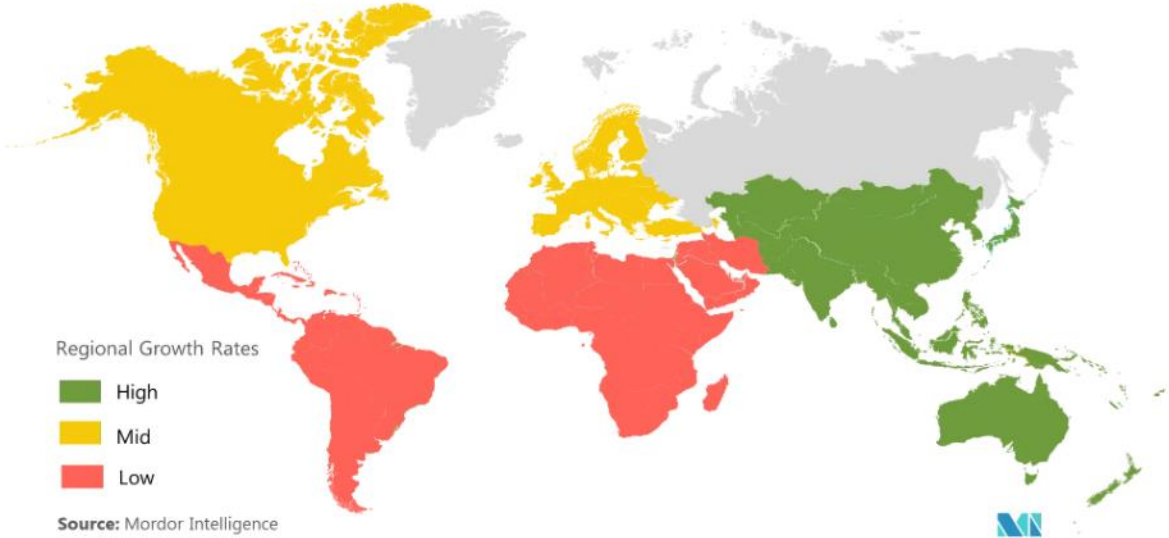 Regional Growth Rates
High
Mid
Low
Source: Mordor Intelligence